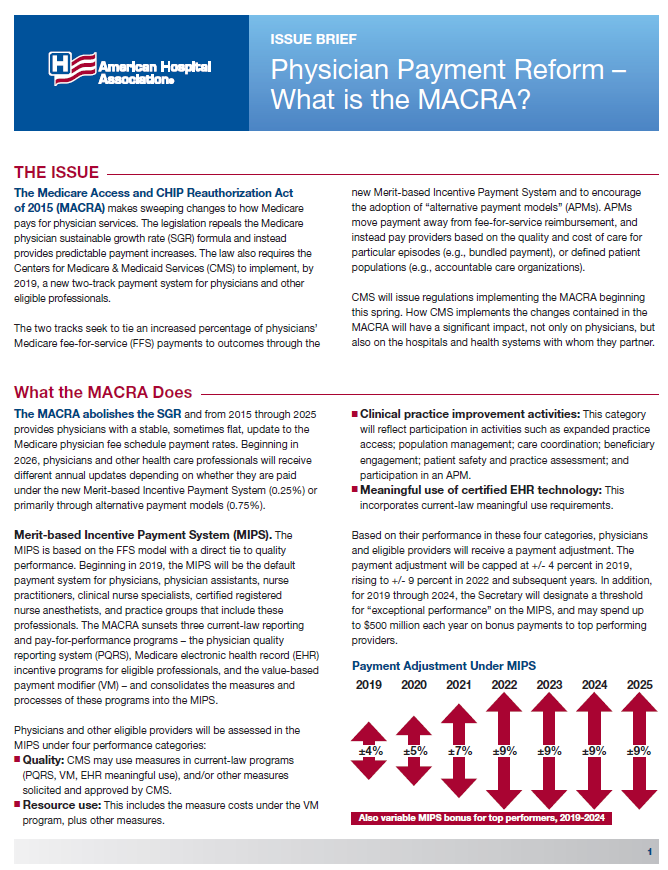 American Hospital
Association®
ISSUE BRIEF
Physician Payment Reform –
What is the MACRA?
THE ISSUE
The Medicare Access and CHIP Reauthorization Act
of 2015 (MACRA) makes sweeping changes to how Medicare
pays for physician services. The legislation repeals the Medicare
physician sustainable growth rate (SGR) formula and instead
provides predictable payment increases. The law also requires the
Centers for Medicare & Medicaid Services (CMS) to implement, by
2019, a new two-track payment system for physicians and other
eligible professionals.
The two tracks seek to tie an increased percentage of physicians’
Medicare fee-for-service (FFS) payments to outcomes through the
new Merit-based Incentive Payment System and to encourage
the adoption of “alternative payment models” (APMs). APMs
move payment away from fee-for-service reimbursement, and
instead pay providers based on the quality and cost of care for
particular episodes (e.g., bundled payment), or defined patient
populations (e.g., accountable care organizations).
CMS will issue regulations implementing the MACRA beginning
this spring. How CMS implements the changes contained in the
MACRA will have a significant impact, not only on physicians, but
also on the hospitals and health systems with whom they partner.
What the MACRA Does
The MACRA abolishes the SGR and from 2015 through 2025
provides physicians with a stable, sometimes flat, update to the
Medicare physician fee schedule payment rates. Beginning in
2026, physicians and other health care professionals will receive
different annual updates depending on whether they are paid
under the new Merit-based Incentive Payment System (0.25%) or
primarily through alternative payment models (0.75%).
Merit-based Incentive Payment System (MIPS). The
MIPS is based on the FFS model with a direct tie to quality
performance. Beginning in 2019, the MIPS will be the default
payment system for physicians, physician assistants, nurse
practitioners, clinical nurse specialists, certified registered
nurse anesthetists, and practice groups that include these
professionals. The MACRA sunsets three current-law reporting
and pay-for-performance programs – the physician quality
reporting system (PQRS), Medicare electronic health record (EHR)
incentive programs for eligible professionals, and the value-based
payment modifier (VM) – and consolidates the measures and
processes of these programs into the MIPS.
Physicians and other eligible providers will be assessed in the
MIPS under four performance categories:
■ Quality: CMS may use measures in current-law programs
(PQRS, VM, EHR meaningful use), and/or other measures
solicited and approved by CMS.
■ Resource use: This includes the measure costs under the VM
program, plus other measures.
■ Clinical practice improvement activities: This category
will reflect participation in activities such as expanded practice
access; population management; care coordination; beneficiary
engagement; patient safety and practice assessment; and
participation in an APM.
■ Meaningful use of certified EHR technology: This
incorporates current-law meaningful use requirements.
Based on their performance in these four categories, physicians
and eligible providers will receive a payment adjustment. The
payment adjustment will be capped at +/- 4 percent in 2019,
rising to +/- 9 percent in 2022 and subsequent years. In addition,
for 2019 through 2024, the Secretary will designate a threshold
for “exceptional performance” on the MIPS, and may spend up
to $500 million each year on bonus payments to top performing
providers.
Payment Adjustment Under MIPS
2019 2020 2021 2022 2023 2024 2025
±4% ±5% ±7% ±9% ±9% ±9% ±9%
Also variable MIPS bonus for top performers, 2019-2024
1